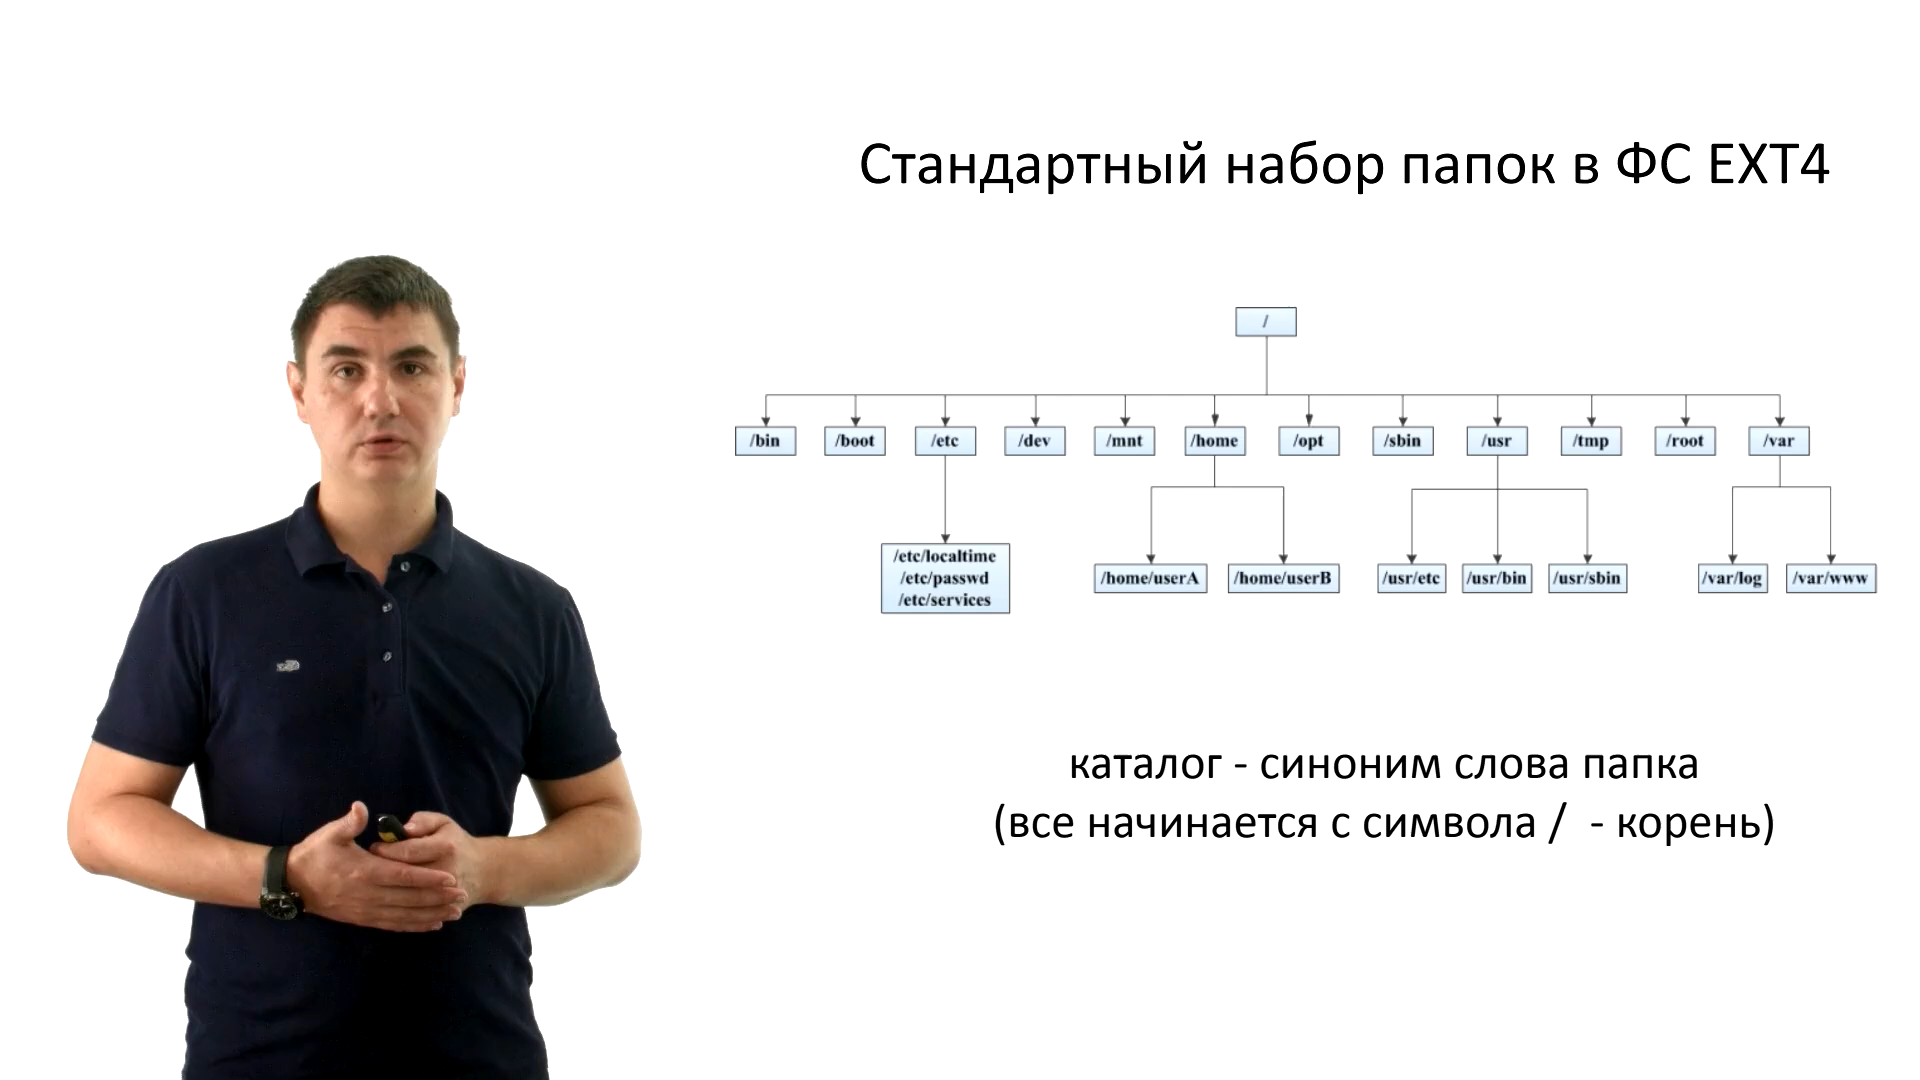 Стандартный набор папок в ФС EXT4
/
/bin /boot /etc /dev /mnt /home /opt /sbin /usr /tmp /root /var
/etc/localtime
/etc/passwd
/etc/services
/home/userA /home/userB /usr/etc /usr/bin /usr/sbin /var/log /var/www
каталог - синоним слова папка
(все начинается с символа / - корень)